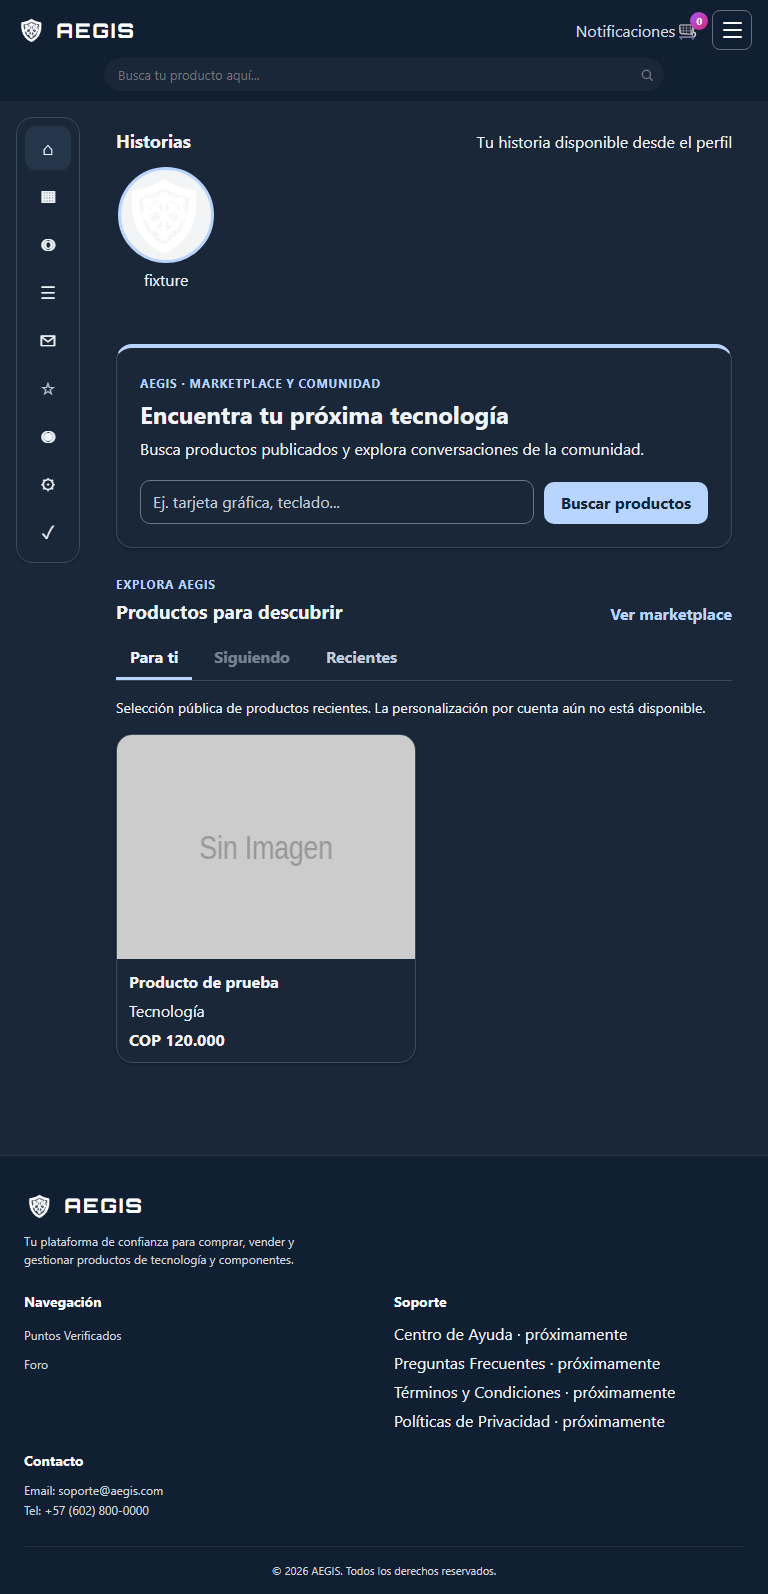 AEGIS
Notificaciones
0
Busca tu producto aquí...
Historias
Tu historia disponible desde el perfil
fixture
AEGIS · MARKETPLACE Y COMUNIDAD
Encuentra tu próxima tecnología
Busca productos publicados y explora conversaciones de la comunidad.
Ej. tarjeta gráfica, teclado...
Buscar productos
EXPLORA AEGIS
Productos para descubrir
Ver marketplace
Para ti
Siguiendo
Recientes
Selección pública de productos recientes. La personalización por cuenta aún no está disponible.
Sin Imagen
Producto de prueba
Tecnología
COP 120.000
AEGIS
Tu plataforma de confianza para comprar, vender y
gestionar productos de tecnología y componentes.
Navegación
Puntos Verificados
Foro
Soporte
Centro de Ayuda · próximamente
Preguntas Frecuentes · próximamente
Términos y Condiciones · próximamente
Políticas de Privacidad · próximamente
Contacto
Email: soporte@aegis.com
Tel: +57 (602) 800-0000
© 2026 AEGIS. Todos los derechos reservados.